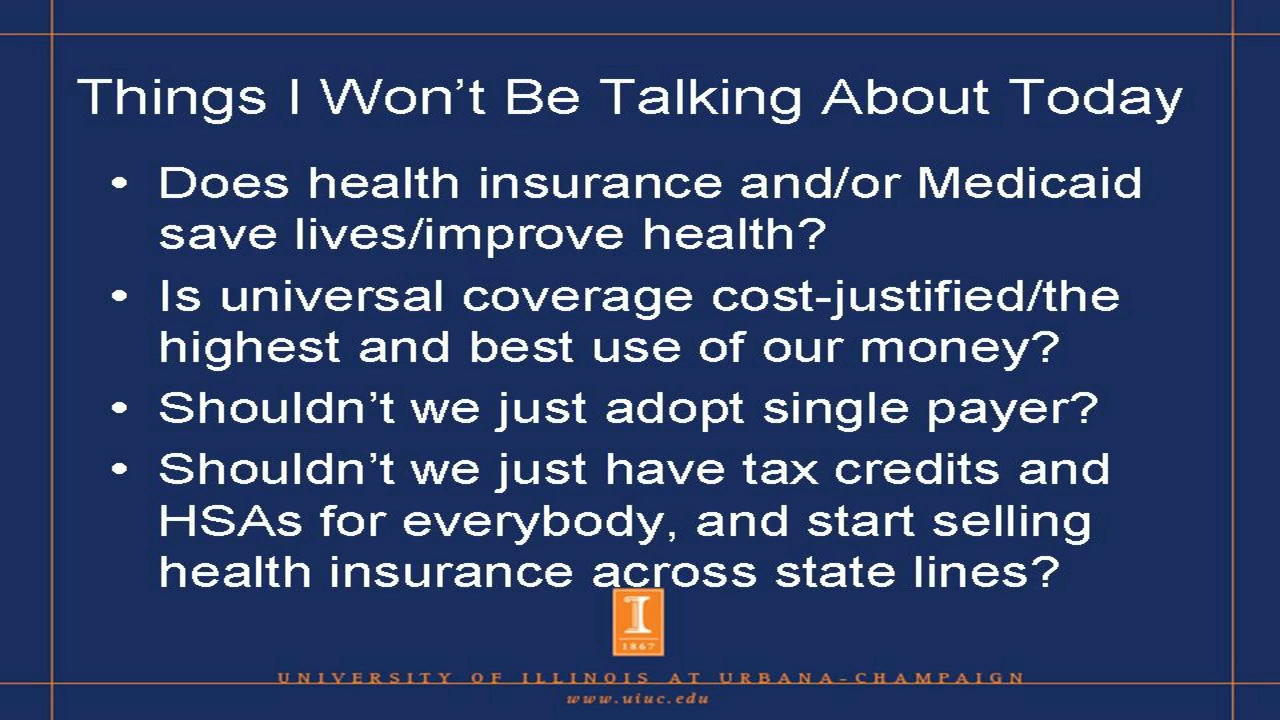 Things I Won't Be Talking About Today
• Does health insurance and/or Medicaid
save lives/improve health?
• Is universal coverage cost-justified/the
highest and best use of our money?
• Shouldn't we just adopt single payer?
• Shouldn't we just have tax credits and
HSAs for everybody, and start selling
health insurance across state lines?
I
1867
UNIVERSITY OF ILLINOIS AT URBANA-CHAMPAIGN
www.uiuc.edu